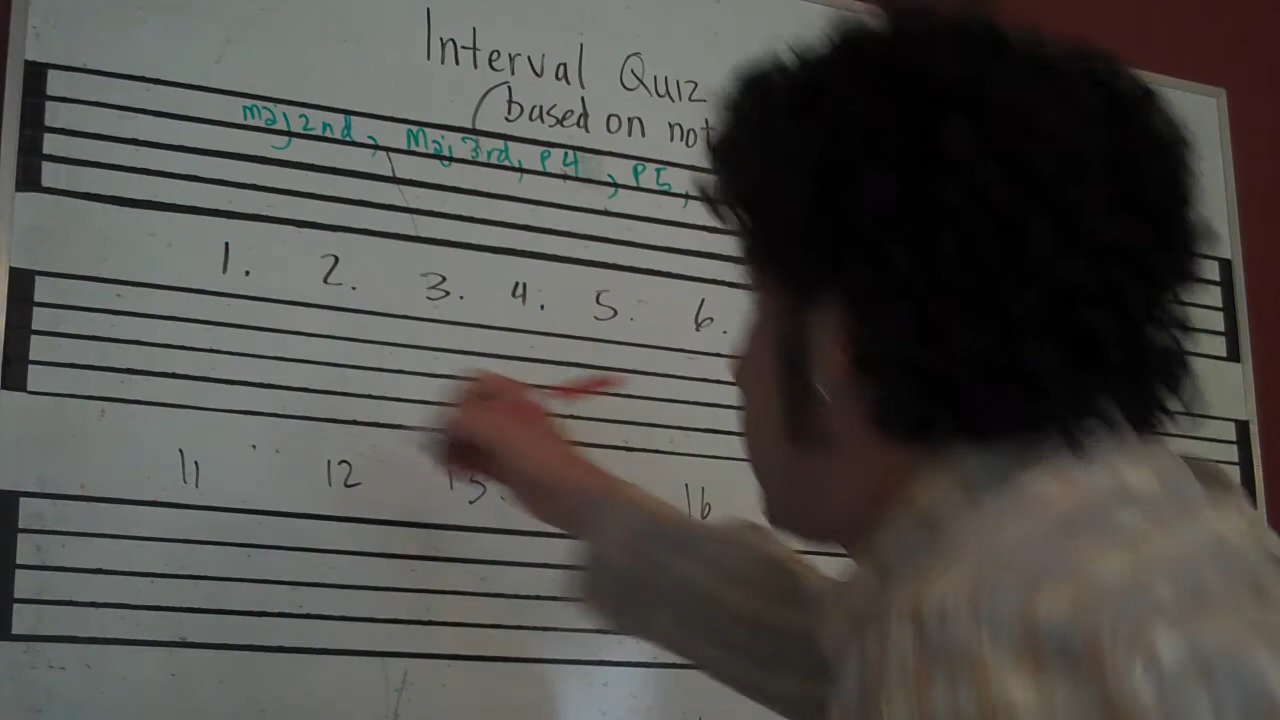 Interval Quiz
(based on
maj 2nd, Maj 3rd, P4, P5,
1. 2. 3. 4. 5. 6.
11 12 16